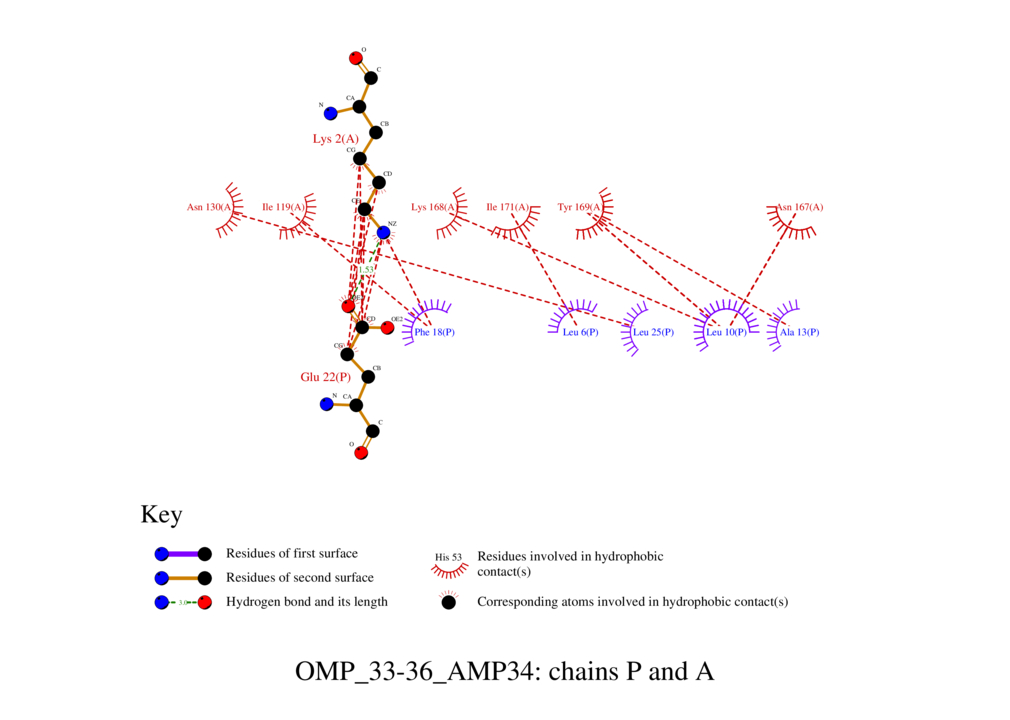 O
C
CA
N
CB
Lys 2(A)
CG
CD
NZ
Asn 130(A)
Ile 119(A)
Lys 168(A)
Ile 171(A)
Tyr 169(A)
Asn 167(A)
1.53
CD
OE2
Phe 18(P)
Leu 6(P)
Leu 25(P)
Leu 10(P)
Ala 13(P)
CG
CB
Glu 22(P)
N
CA
C
O
Key
Residues of first surface
Residues of second surface
3.0
Hydrogen bond and its length
His 53
Residues involved in hydrophobic
contact(s)
Corresponding atoms involved in hydrophobic contact(s)
OMP_33-36_AMP34: chains P and A